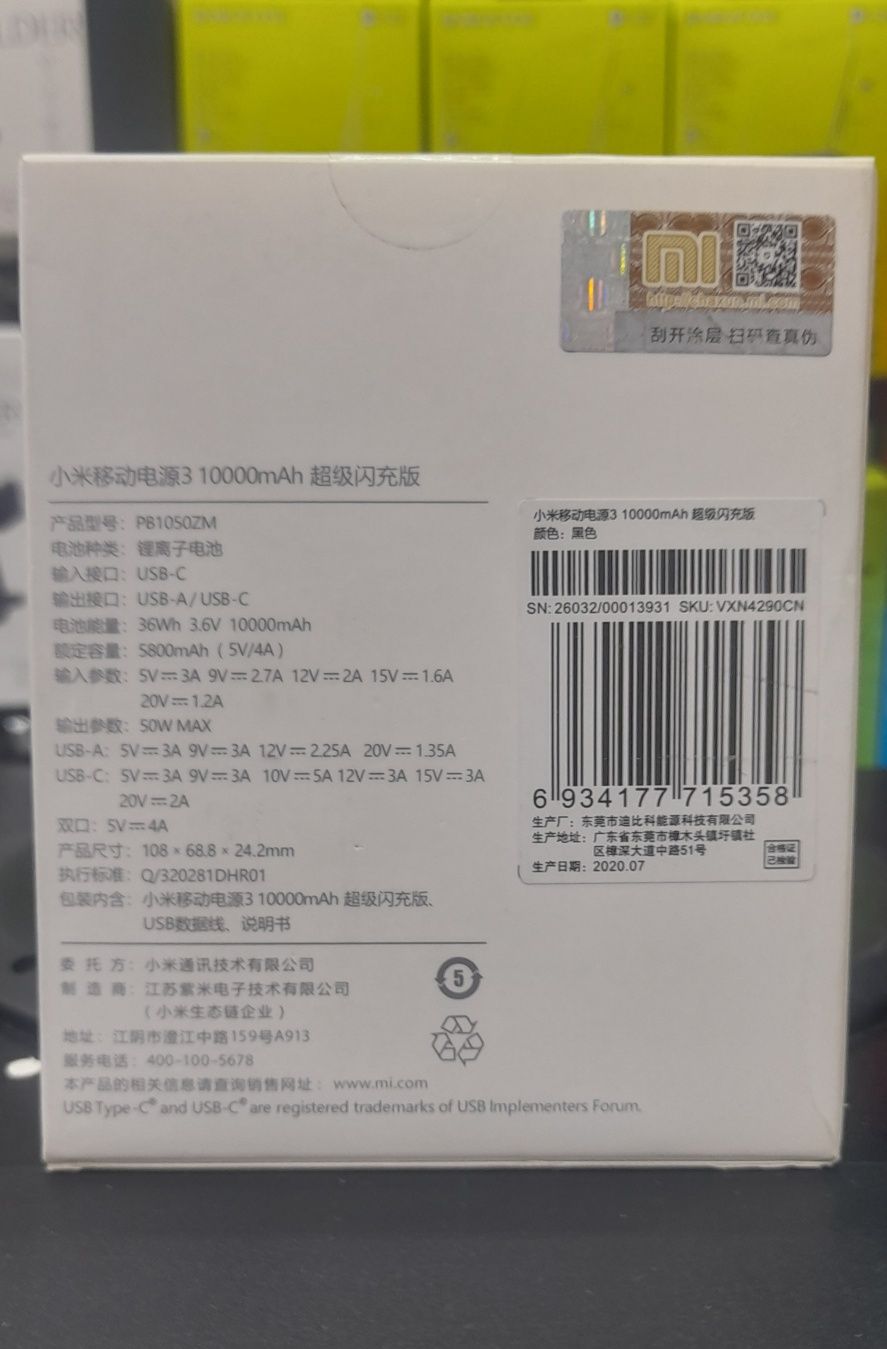 http://chaxun.mi.com
刮开涂层 扫码查真伪
小米移动电源3 10000mAh 超级闪充版
产品型号：PB1050ZM
电池种类：锂离子电池
输入接口：USB-C
输出接口：USB-A / USB-C
电池能量：36Wh 3.6V 10000mAh
额定容量：5800mAh（5V/4A）
输入参数：5V⎓3A 9V⎓2.7A 12V⎓2A 15V⎓1.6A
20V⎓1.2A
输出参数：50W MAX
USB-A：5V⎓3A 9V⎓3A 12V⎓2.25A 20V⎓1.35A
USB-C：5V⎓3A 9V⎓3A 10V⎓5A 12V⎓3A 15V⎓3A
20V⎓2A
双口：5V⎓4A
产品尺寸：108 × 68.8 × 24.2mm
执行标准：Q/320281DHR01
包装内含：小米移动电源3 10000mAh 超级闪充版、
USB数据线、说明书
委 托 方：小米通讯技术有限公司
制 造 商：江苏紫米电子技术有限公司
（小米生态链企业）
地址：江阴市澄江中路159号A913
服务电话：400-100-5678
本产品的相关信息请查询销售网址：www.mi.com
USB Type-C® and USB-C® are registered trademarks of USB Implementers Forum.
5
小米移动电源3 10000mAh 超级闪充版
颜色：黑色
SN: 26032/00013931 SKU: VXN4290CN
6 934177 715358
生产厂：东莞市迪比科能源科技有限公司
生产地址：广东省东莞市樟木头镇圩镇社
区樟深大道中路51号
生产日期：2020.07
合格证
已检验